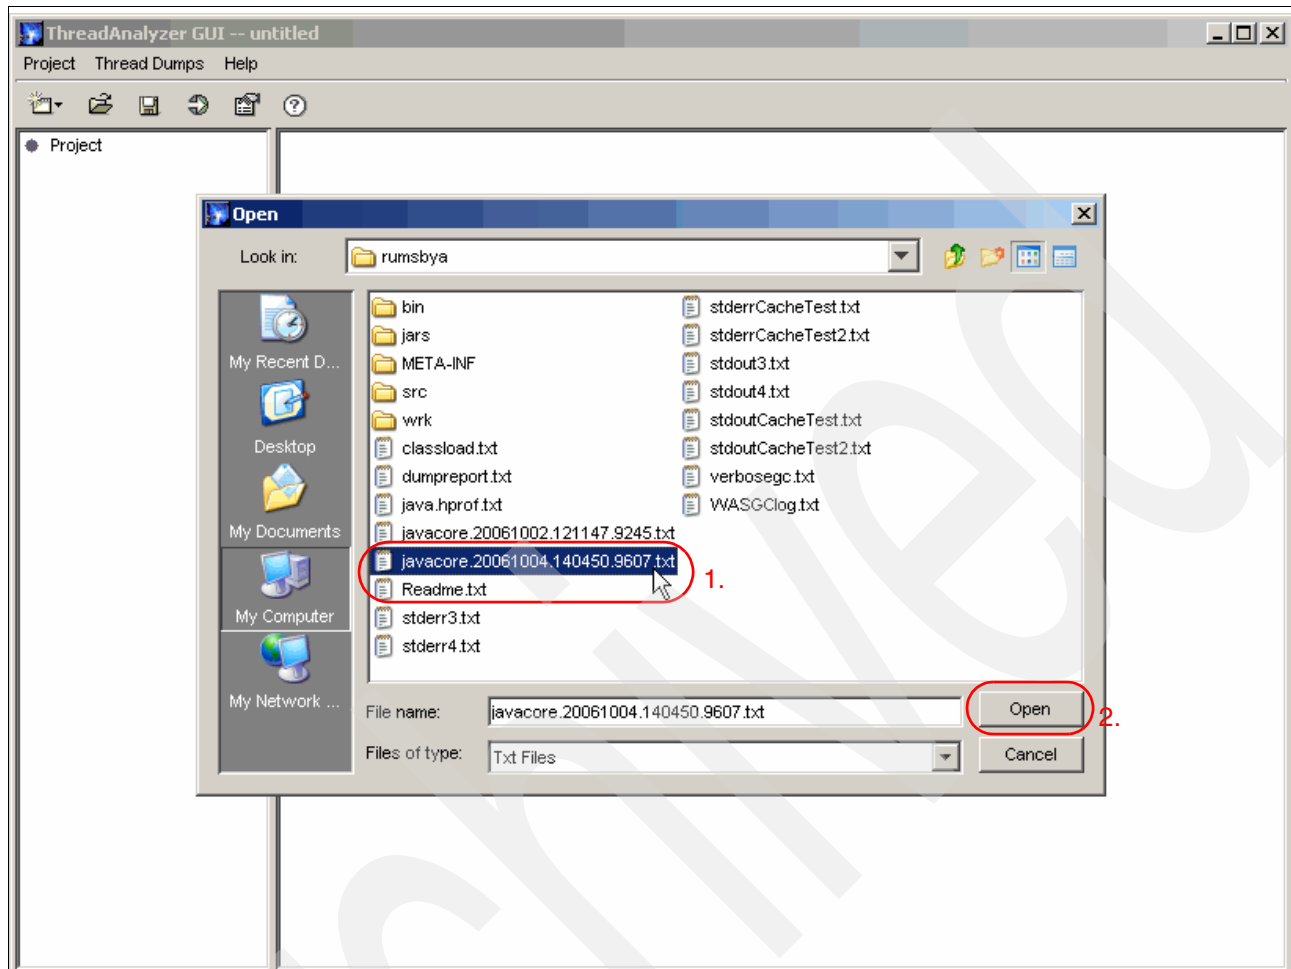 ThreadAnalyzer GUI -- untitled
Project Thread Dumps Help
Project
Open
Look in: rumsbya
My Recent D...
Desktop
My Documents
My Computer
My Network ...
bin
jars
META-INF
src
wrk
classload.txt
dumpreport.txt
java.hprof.txt
javacore.20061002.121147.9245.txt
javacore.20061004.140450.9607.txt
Readme.txt
stderr3.txt
stderr4.txt
stderrCacheTest.txt
stderrCacheTest2.txt
stdout3.txt
stdout4.txt
stdoutCacheTest.txt
stdoutCacheTest2.txt
verbosegc.txt
WASGClog.txt
1.
File name: javacore.20061004.140450.9607.txt Open
2.
Files of type: Txt Files Cancel